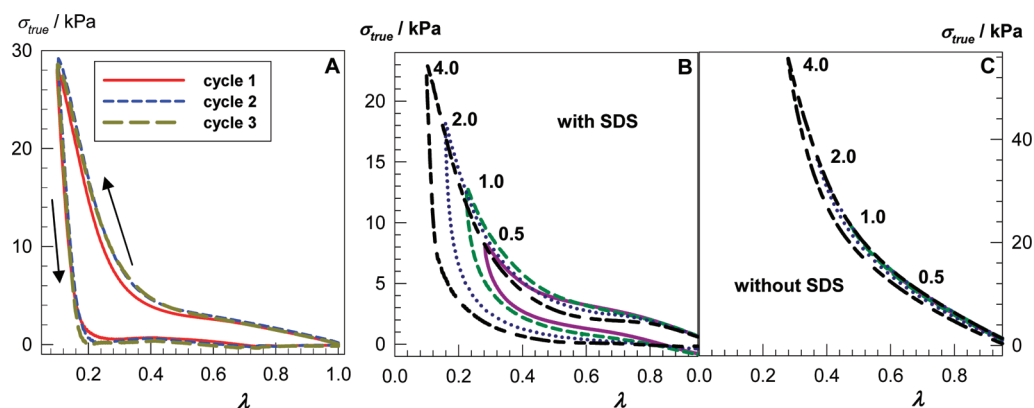 σtrue / kPa
A
cycle 1
cycle 2
cycle 3
30
20
10
0
0.2 0.4 0.6 0.8 1.0
λ
σtrue / kPa
B
with SDS
4.0
2.0
1.0
0.5
20
15
10
5
0
0.0 0.2 0.4 0.6 0.8 0.0
λ
σtrue / kPa
C
without SDS
4.0
2.0
1.0
0.5
40
20
0
0.2 0.4 0.6 0.8
λ